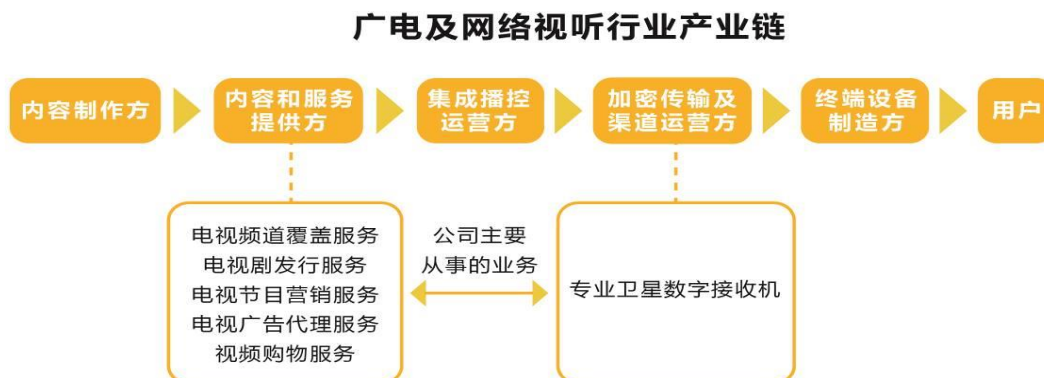 广电及网络视听行业产业链
内容制作方
内容和服务
提供方
集成播控
运营方
加密传输及
渠道运营方
终端设备
制造方
用户
电视频道覆盖服务
电视剧发行服务
电视节目营销服务
电视广告代理服务
视频购物服务
公司主要
从事的业务
专业卫星数字接收机